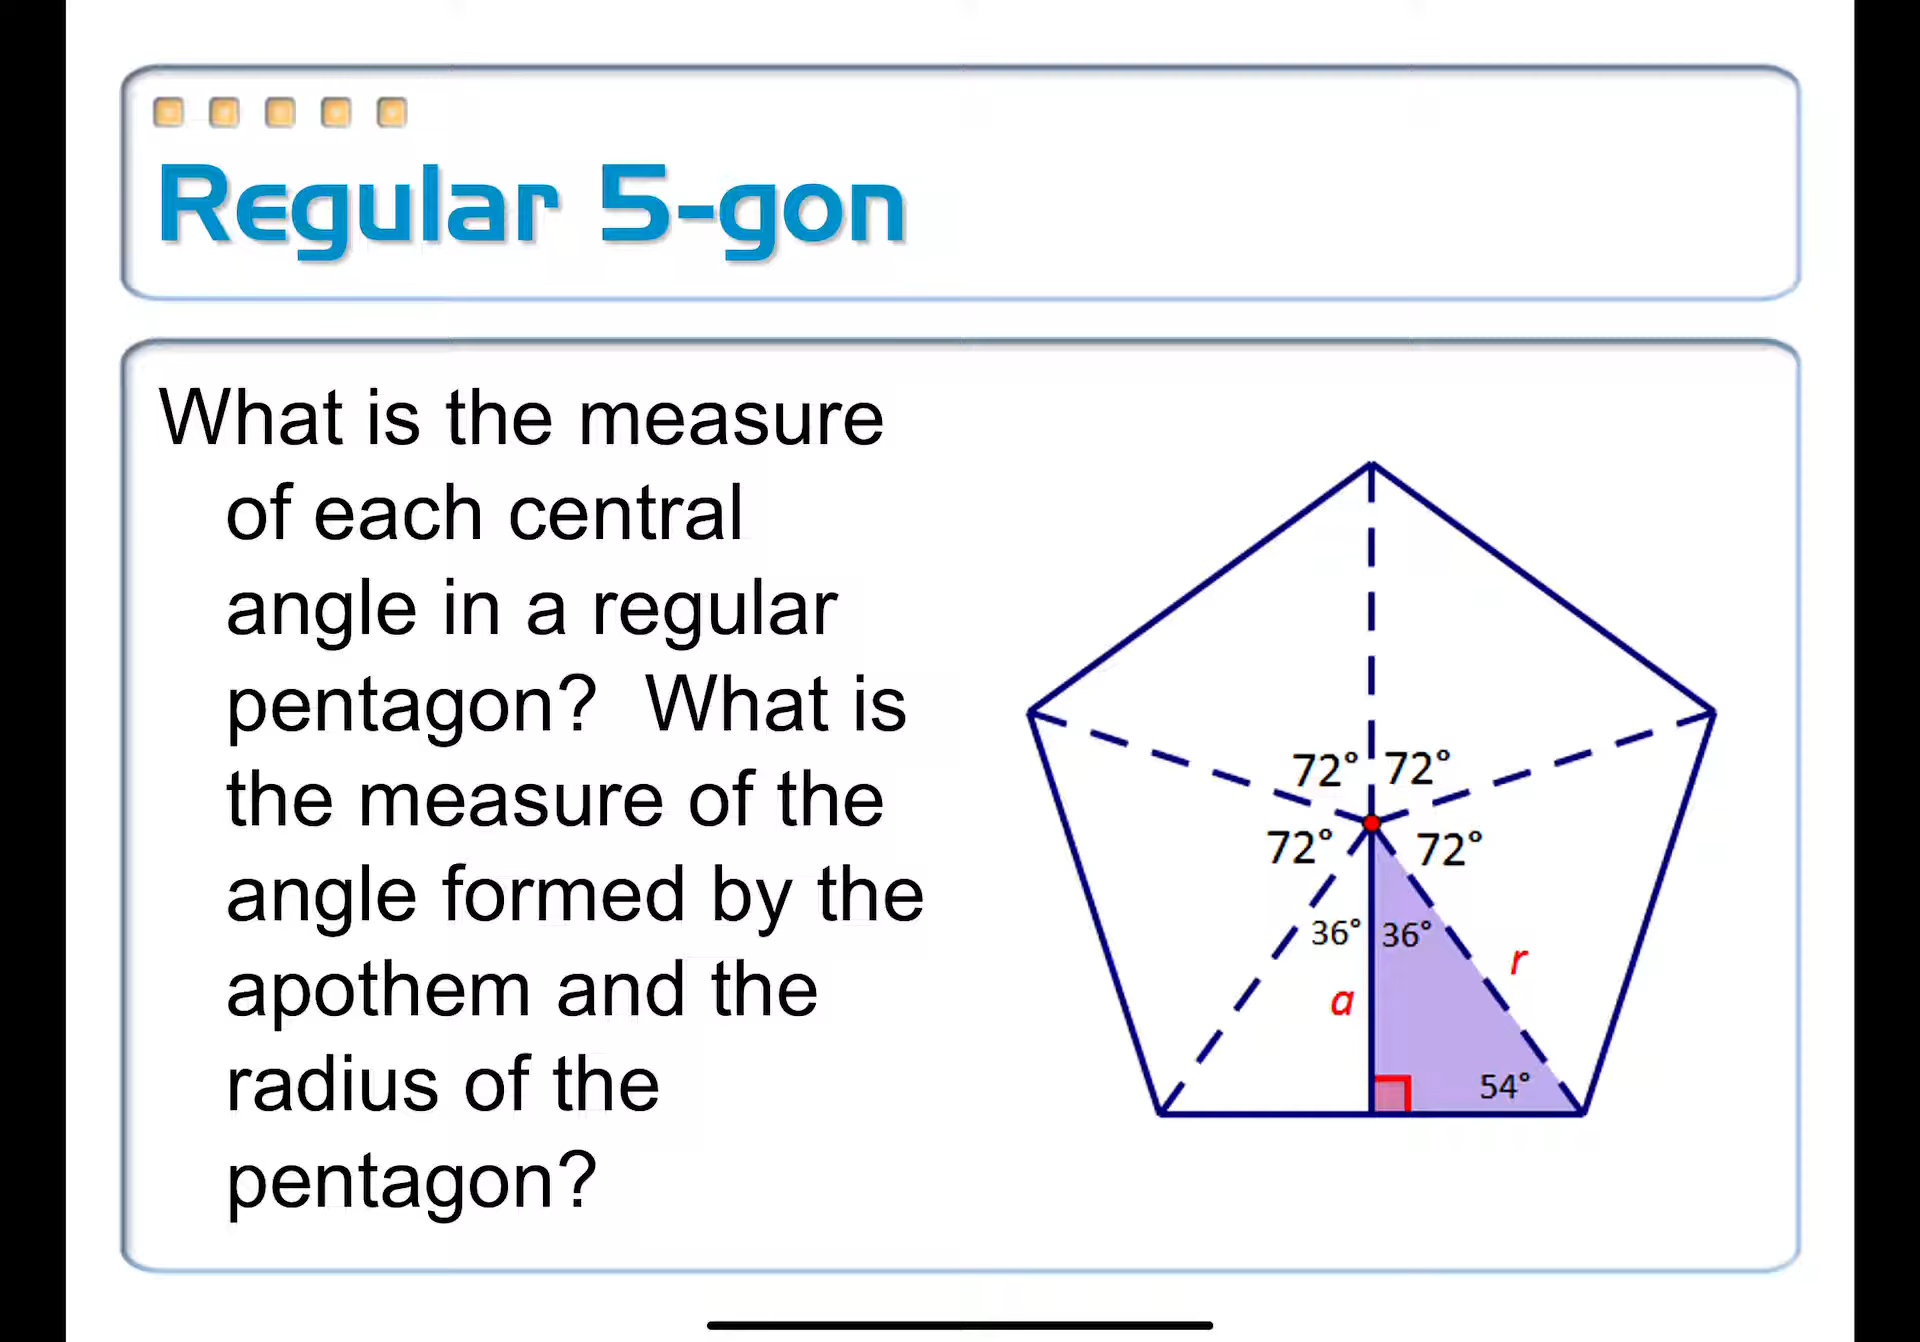 Regular 5-gon
What is the measure
of each central
angle in a regular
pentagon? What is
the measure of the
angle formed by the
apothem and the
radius of the
pentagon?
72° 72°
72° 72°
36° 36°
r
a
54°